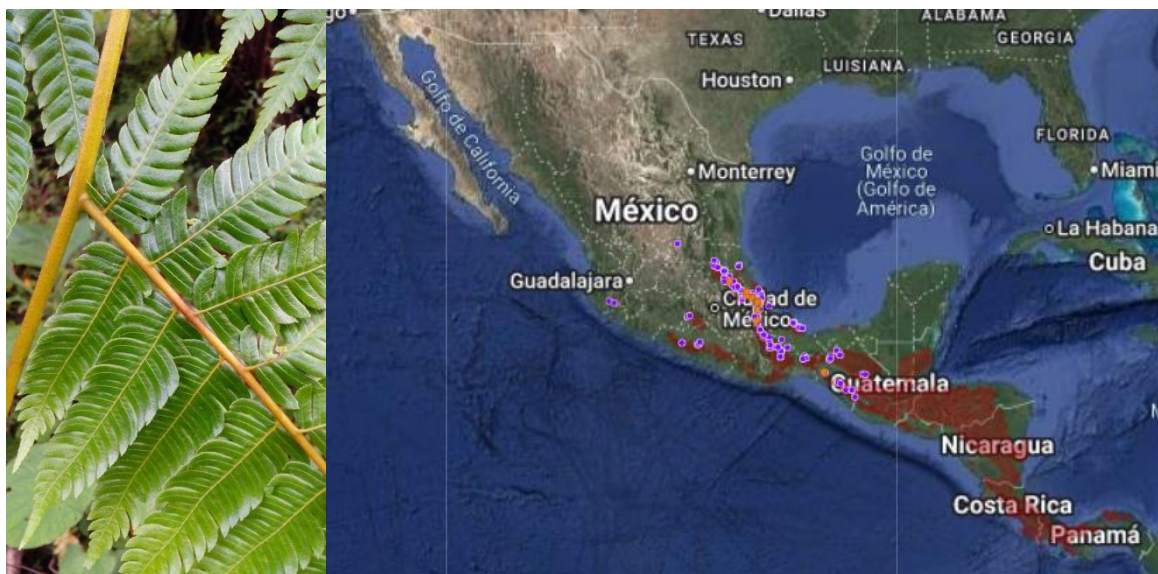 Dallas
ALABAMA
TEXAS
GEORGIA
LUISIANA
Houston
Golfo de California
FLORIDA
Golfo de
México
(Golfo de
América)
Monterrey
Miami
México
La Habana
Cuba
Guadalajara
Ciudad de
México
Guatemala
Nicaragua
Costa Rica
Panamá